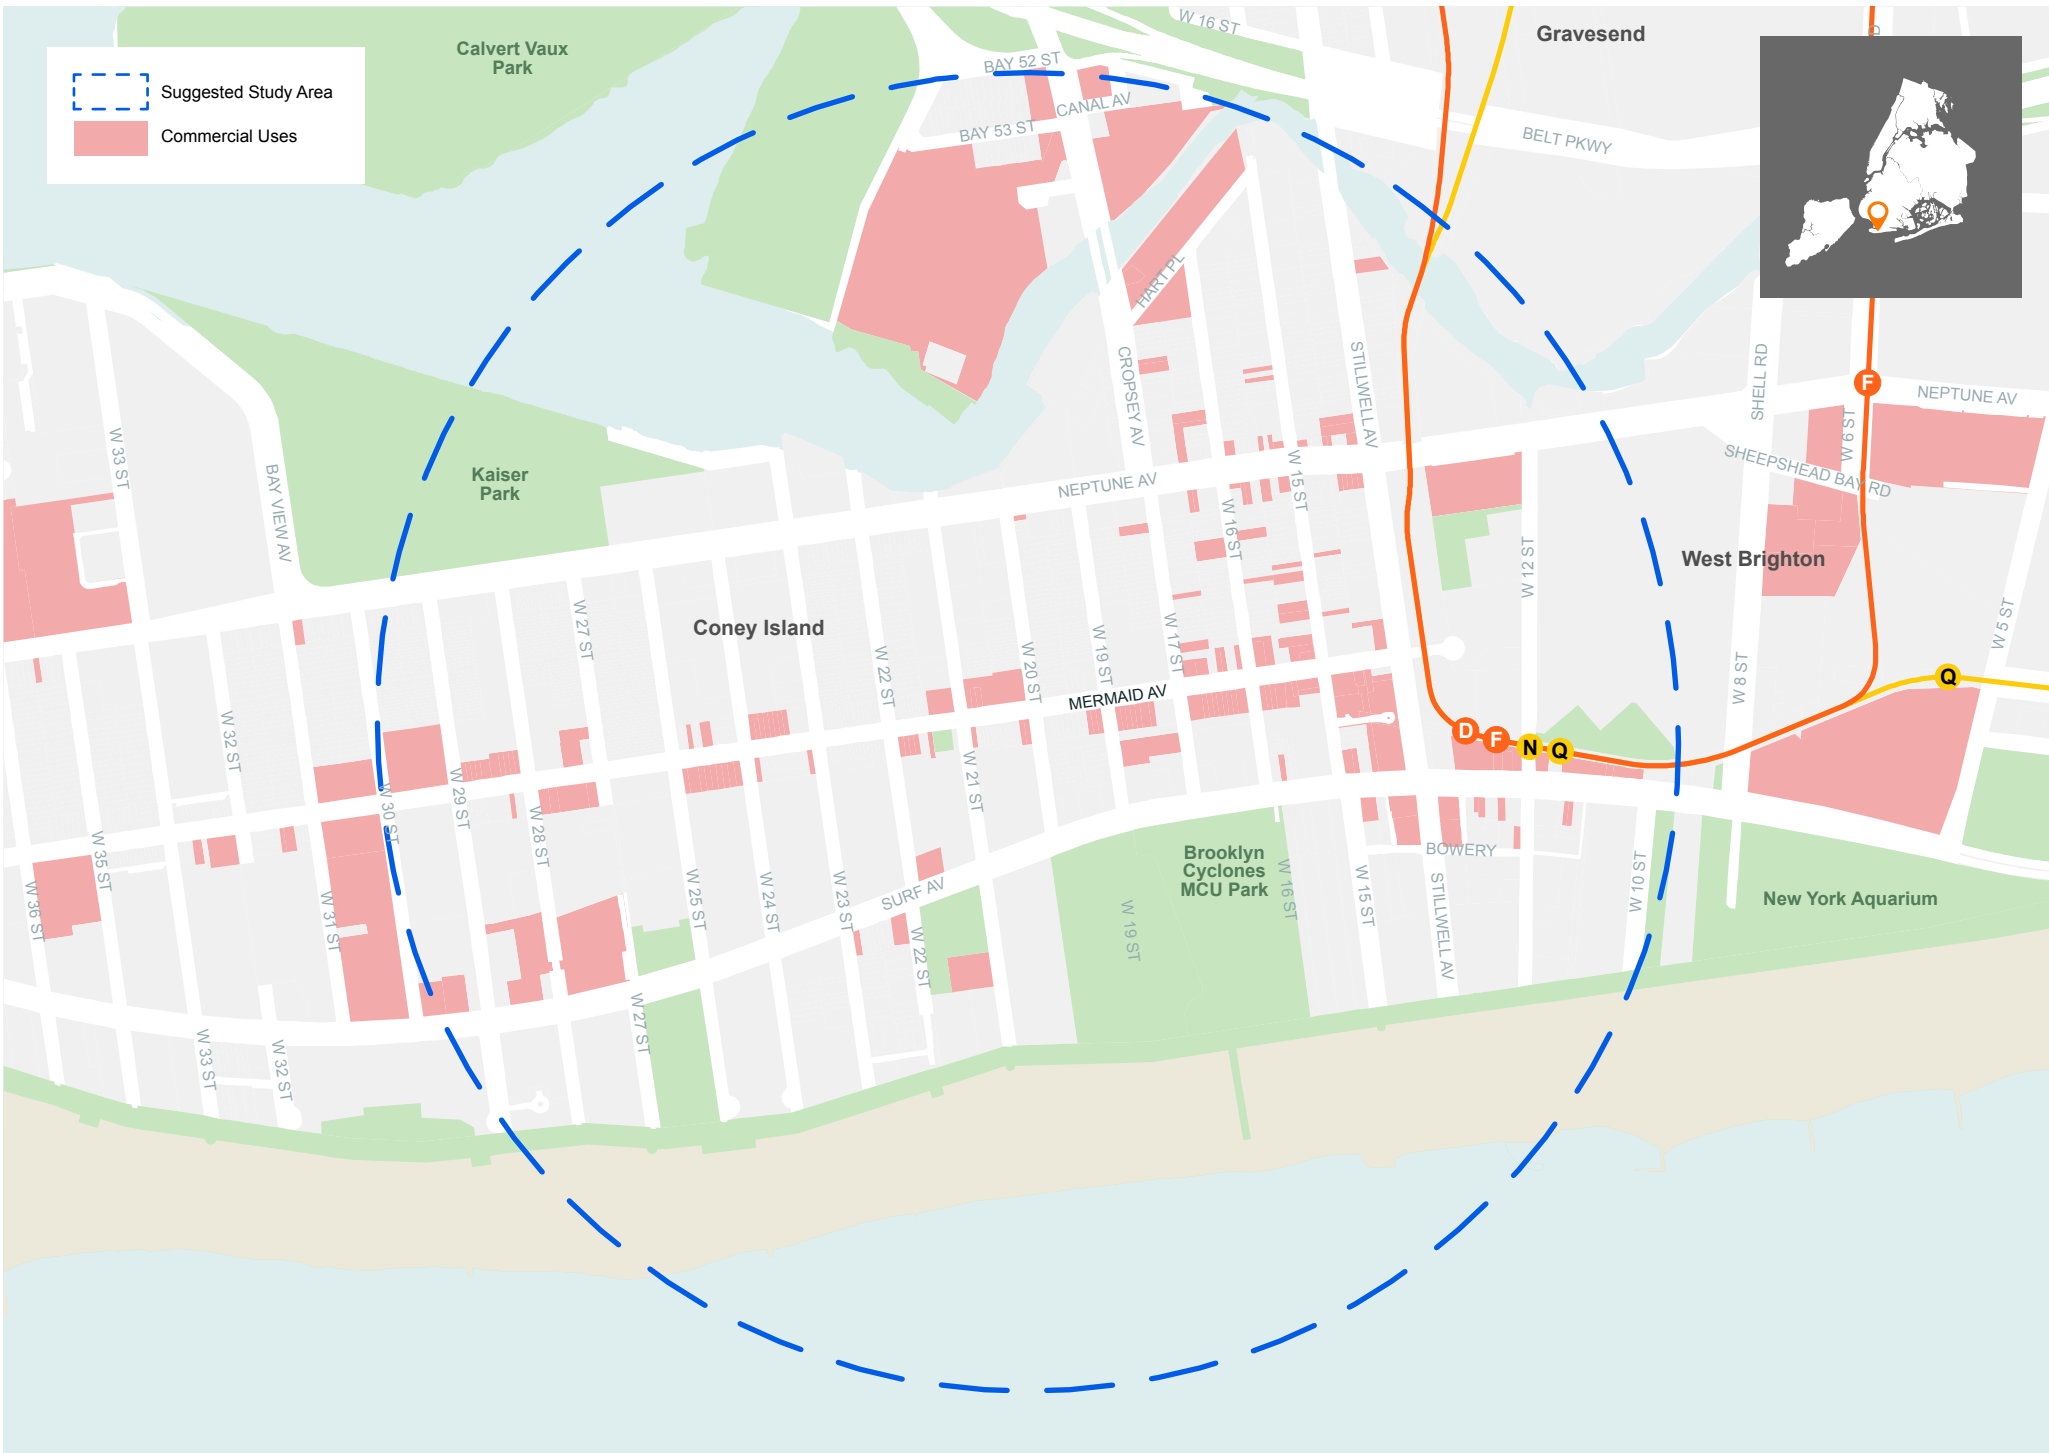 W 16 ST
Gravesend
D
Calvert Vaux
Park
BAY 52 ST
Suggested Study Area
CANAL AV
BAY 53 ST
Commercial Uses
BELT PKWY
HART PL
CROPSEY AV
STILLWELL AV
SHELL RD
F
NEPTUNE AV
W 6 ST
W 33 ST
BAY VIEW AV
Kaiser
Park
NEPTUNE AV
W 15 ST
SHEEPSHEAD BAY RD
W 16 ST
W 12 ST
West Brighton
W 27 ST
Coney Island
W 5 ST
W 22 ST
W 20 ST
W 19 ST
W 17 ST
MERMAID AV
W 8 ST
Q
W 32 ST
D
F
N
Q
W 21 ST
W 30 ST
W 29 ST
W 28 ST
W 35 ST
W 36 ST
W 31 ST
W 25 ST
W 24 ST
W 23 ST
SURF AV
Brooklyn
Cyclones
MCU Park
BOWERY
W 16 ST
W 15 ST
STILLWELL AV
W 10 ST
New York Aquarium
W 19 ST
W 22 ST
W 27 ST
W 33 ST
W 32 ST